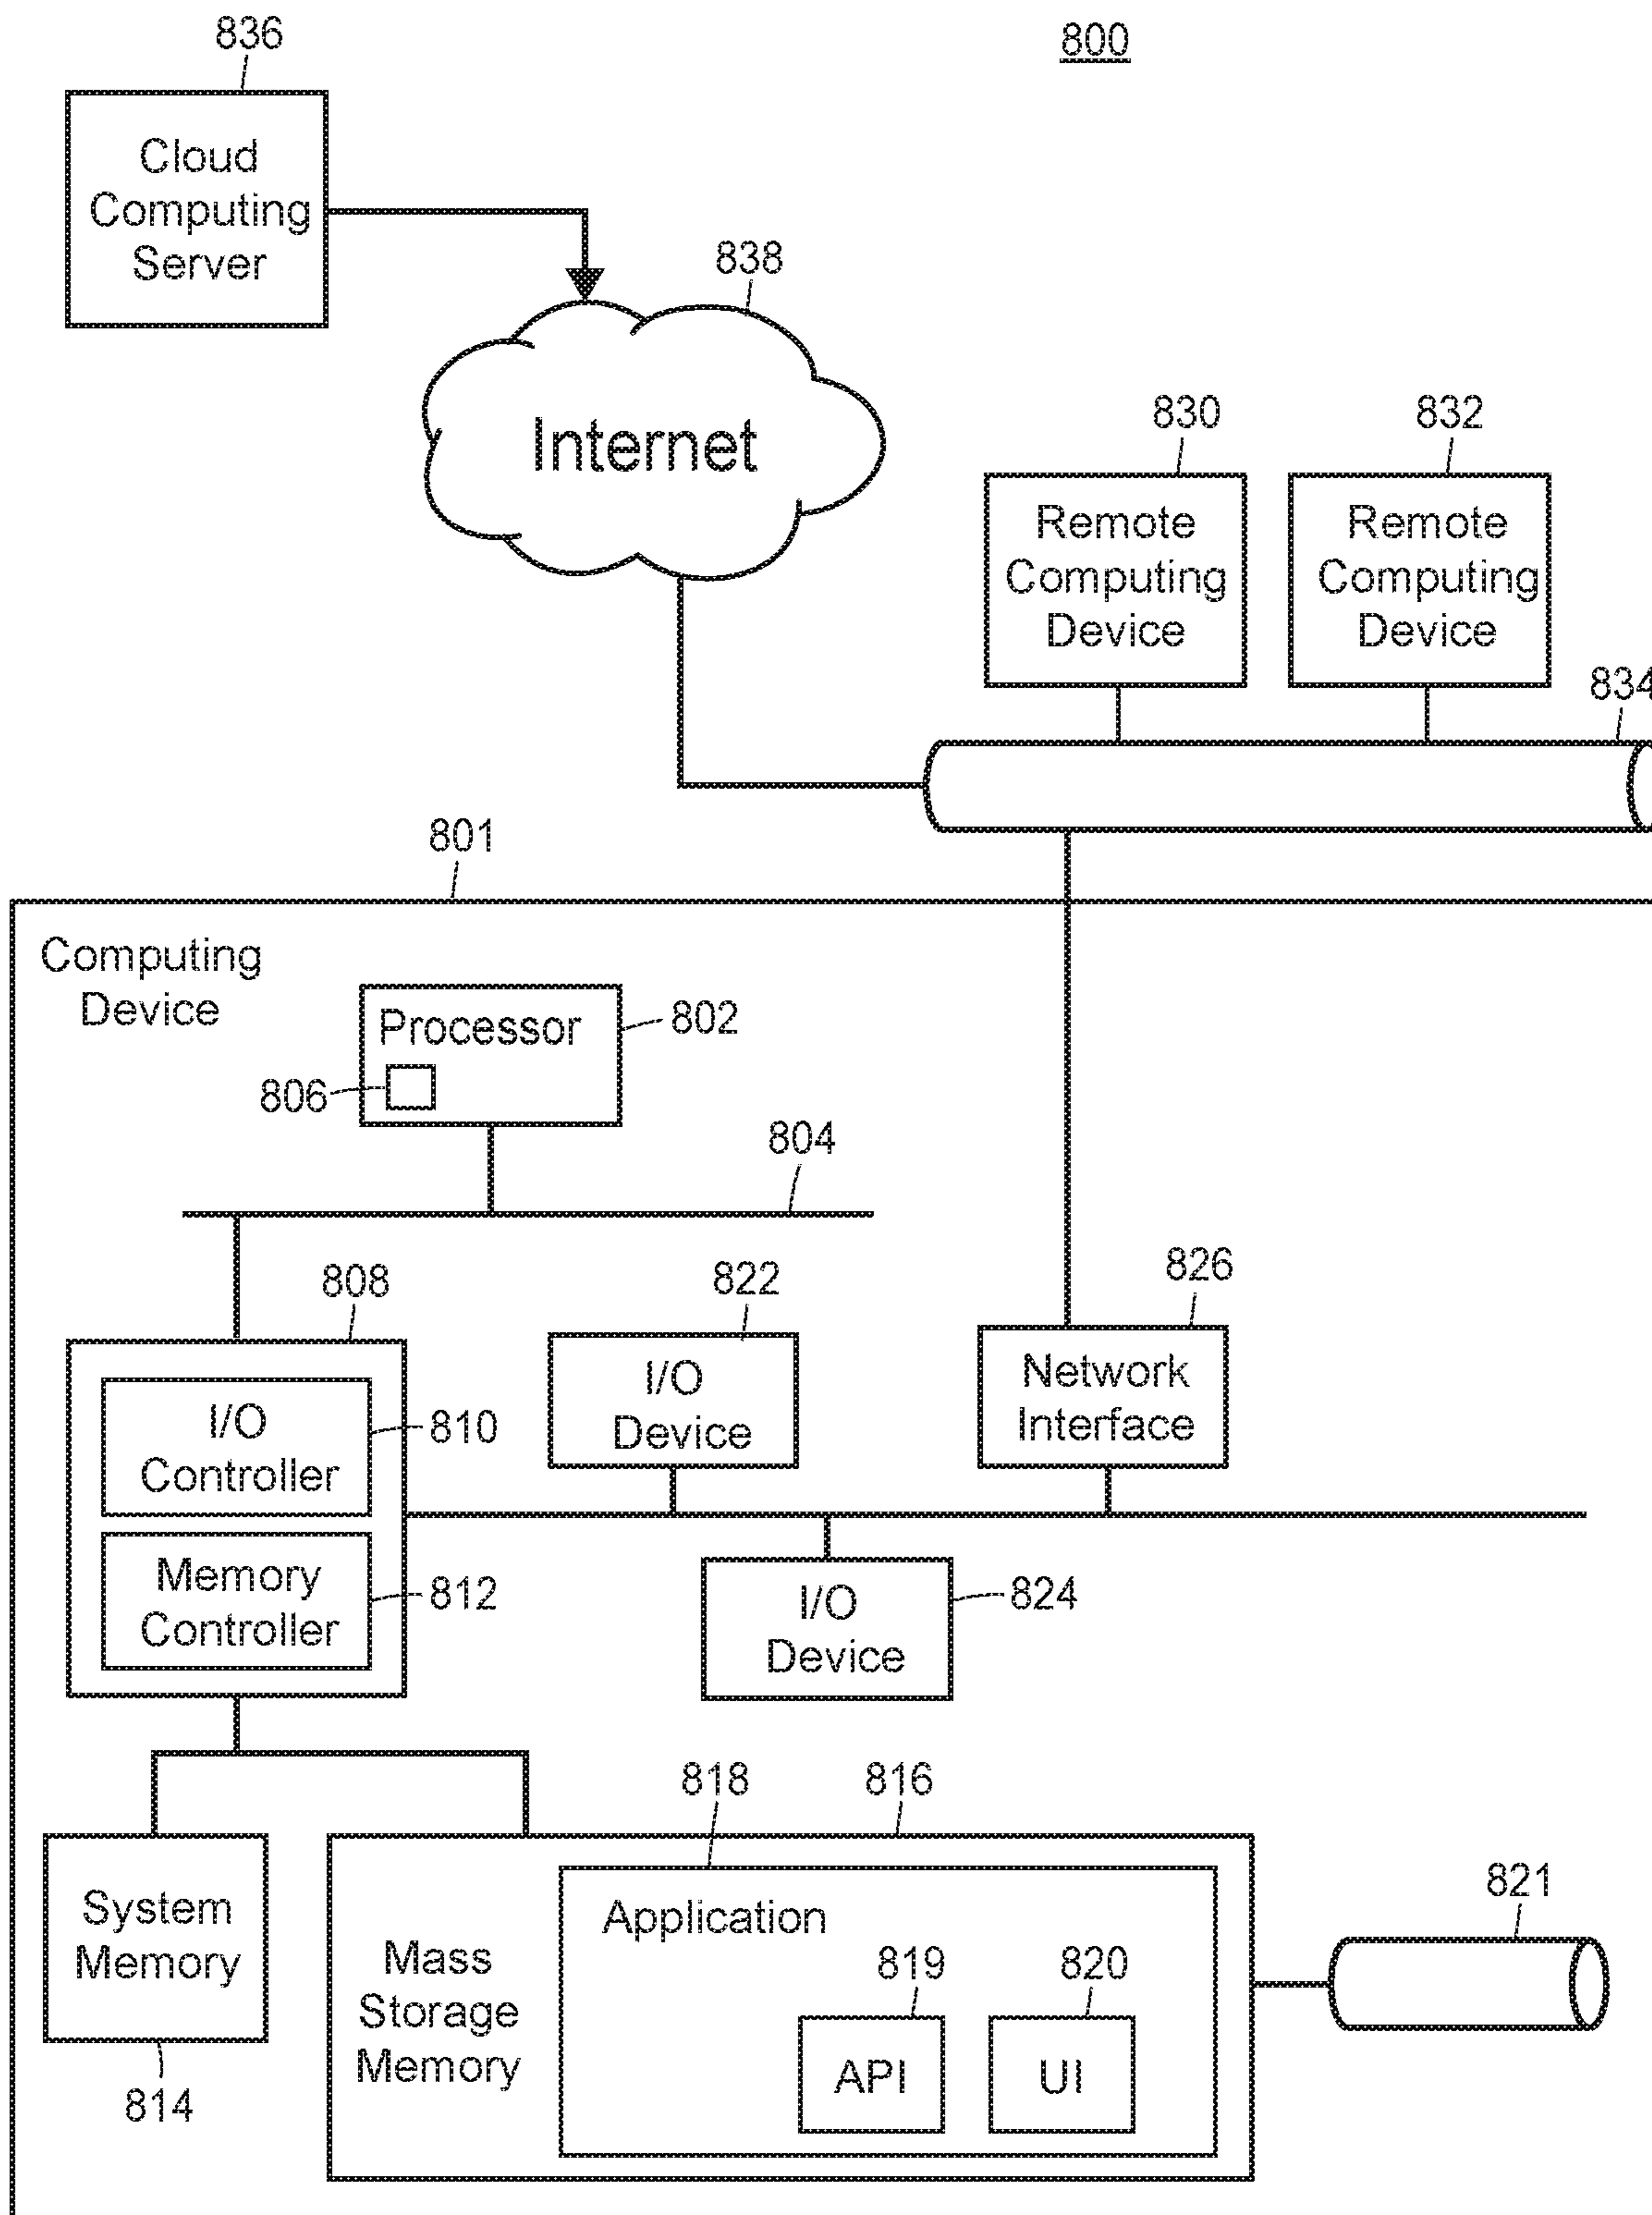 836
800
Cloud
Computing
Server
838
Internet
830
832
Remote
Computing
Device
Remote
Computing
Device
834
801
Computing
Device
Processor
802
806
804
808
822
826
I/O
Controller
810
I/O
Device
Network
Interface
Memory
Controller
812
I/O
Device
824
818
816
System
Memory
814
Mass
Storage
Memory
Application
819
820
API
UI
821